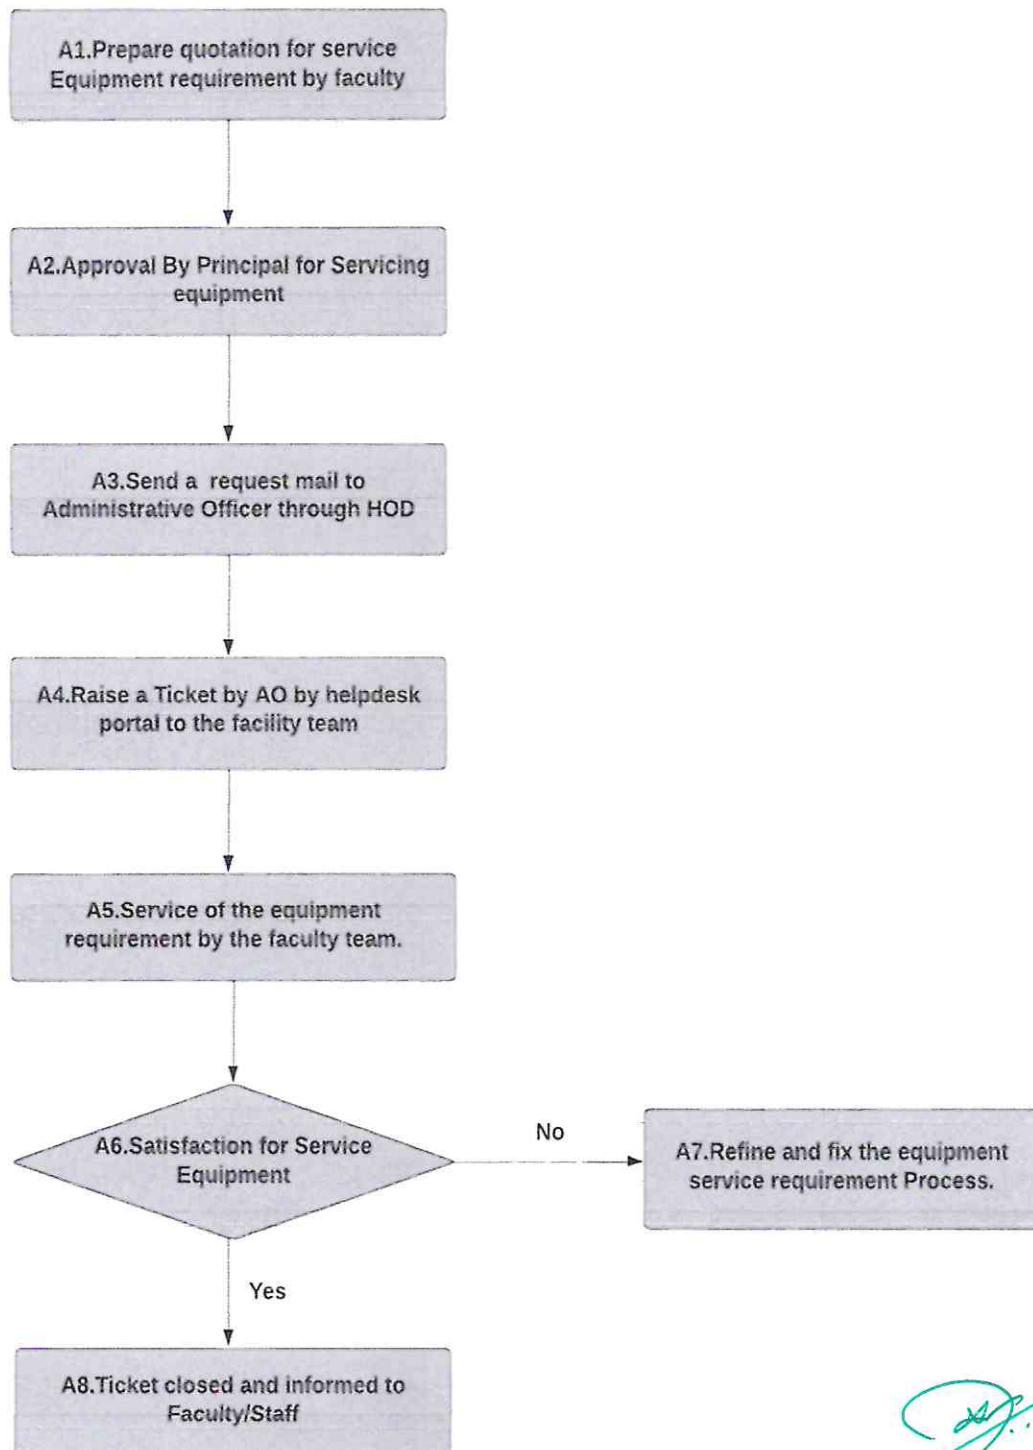 A1.Prepare quotation for service
Equipment requirement by faculty
A2.Approval By Principal for Servicing
equipment
A3.Send a request mail to
Administrative Officer through HOD
A4.Raise a Ticket by AO by helpdesk
portal to the facility team
A5.Service of the equipment
requirement by the faculty team.
A6.Satisfaction for Service
Equipment
No
A7.Refine and fix the equipment
service requirement Process.
Yes
A8.Ticket closed and informed to
Faculty/Staff